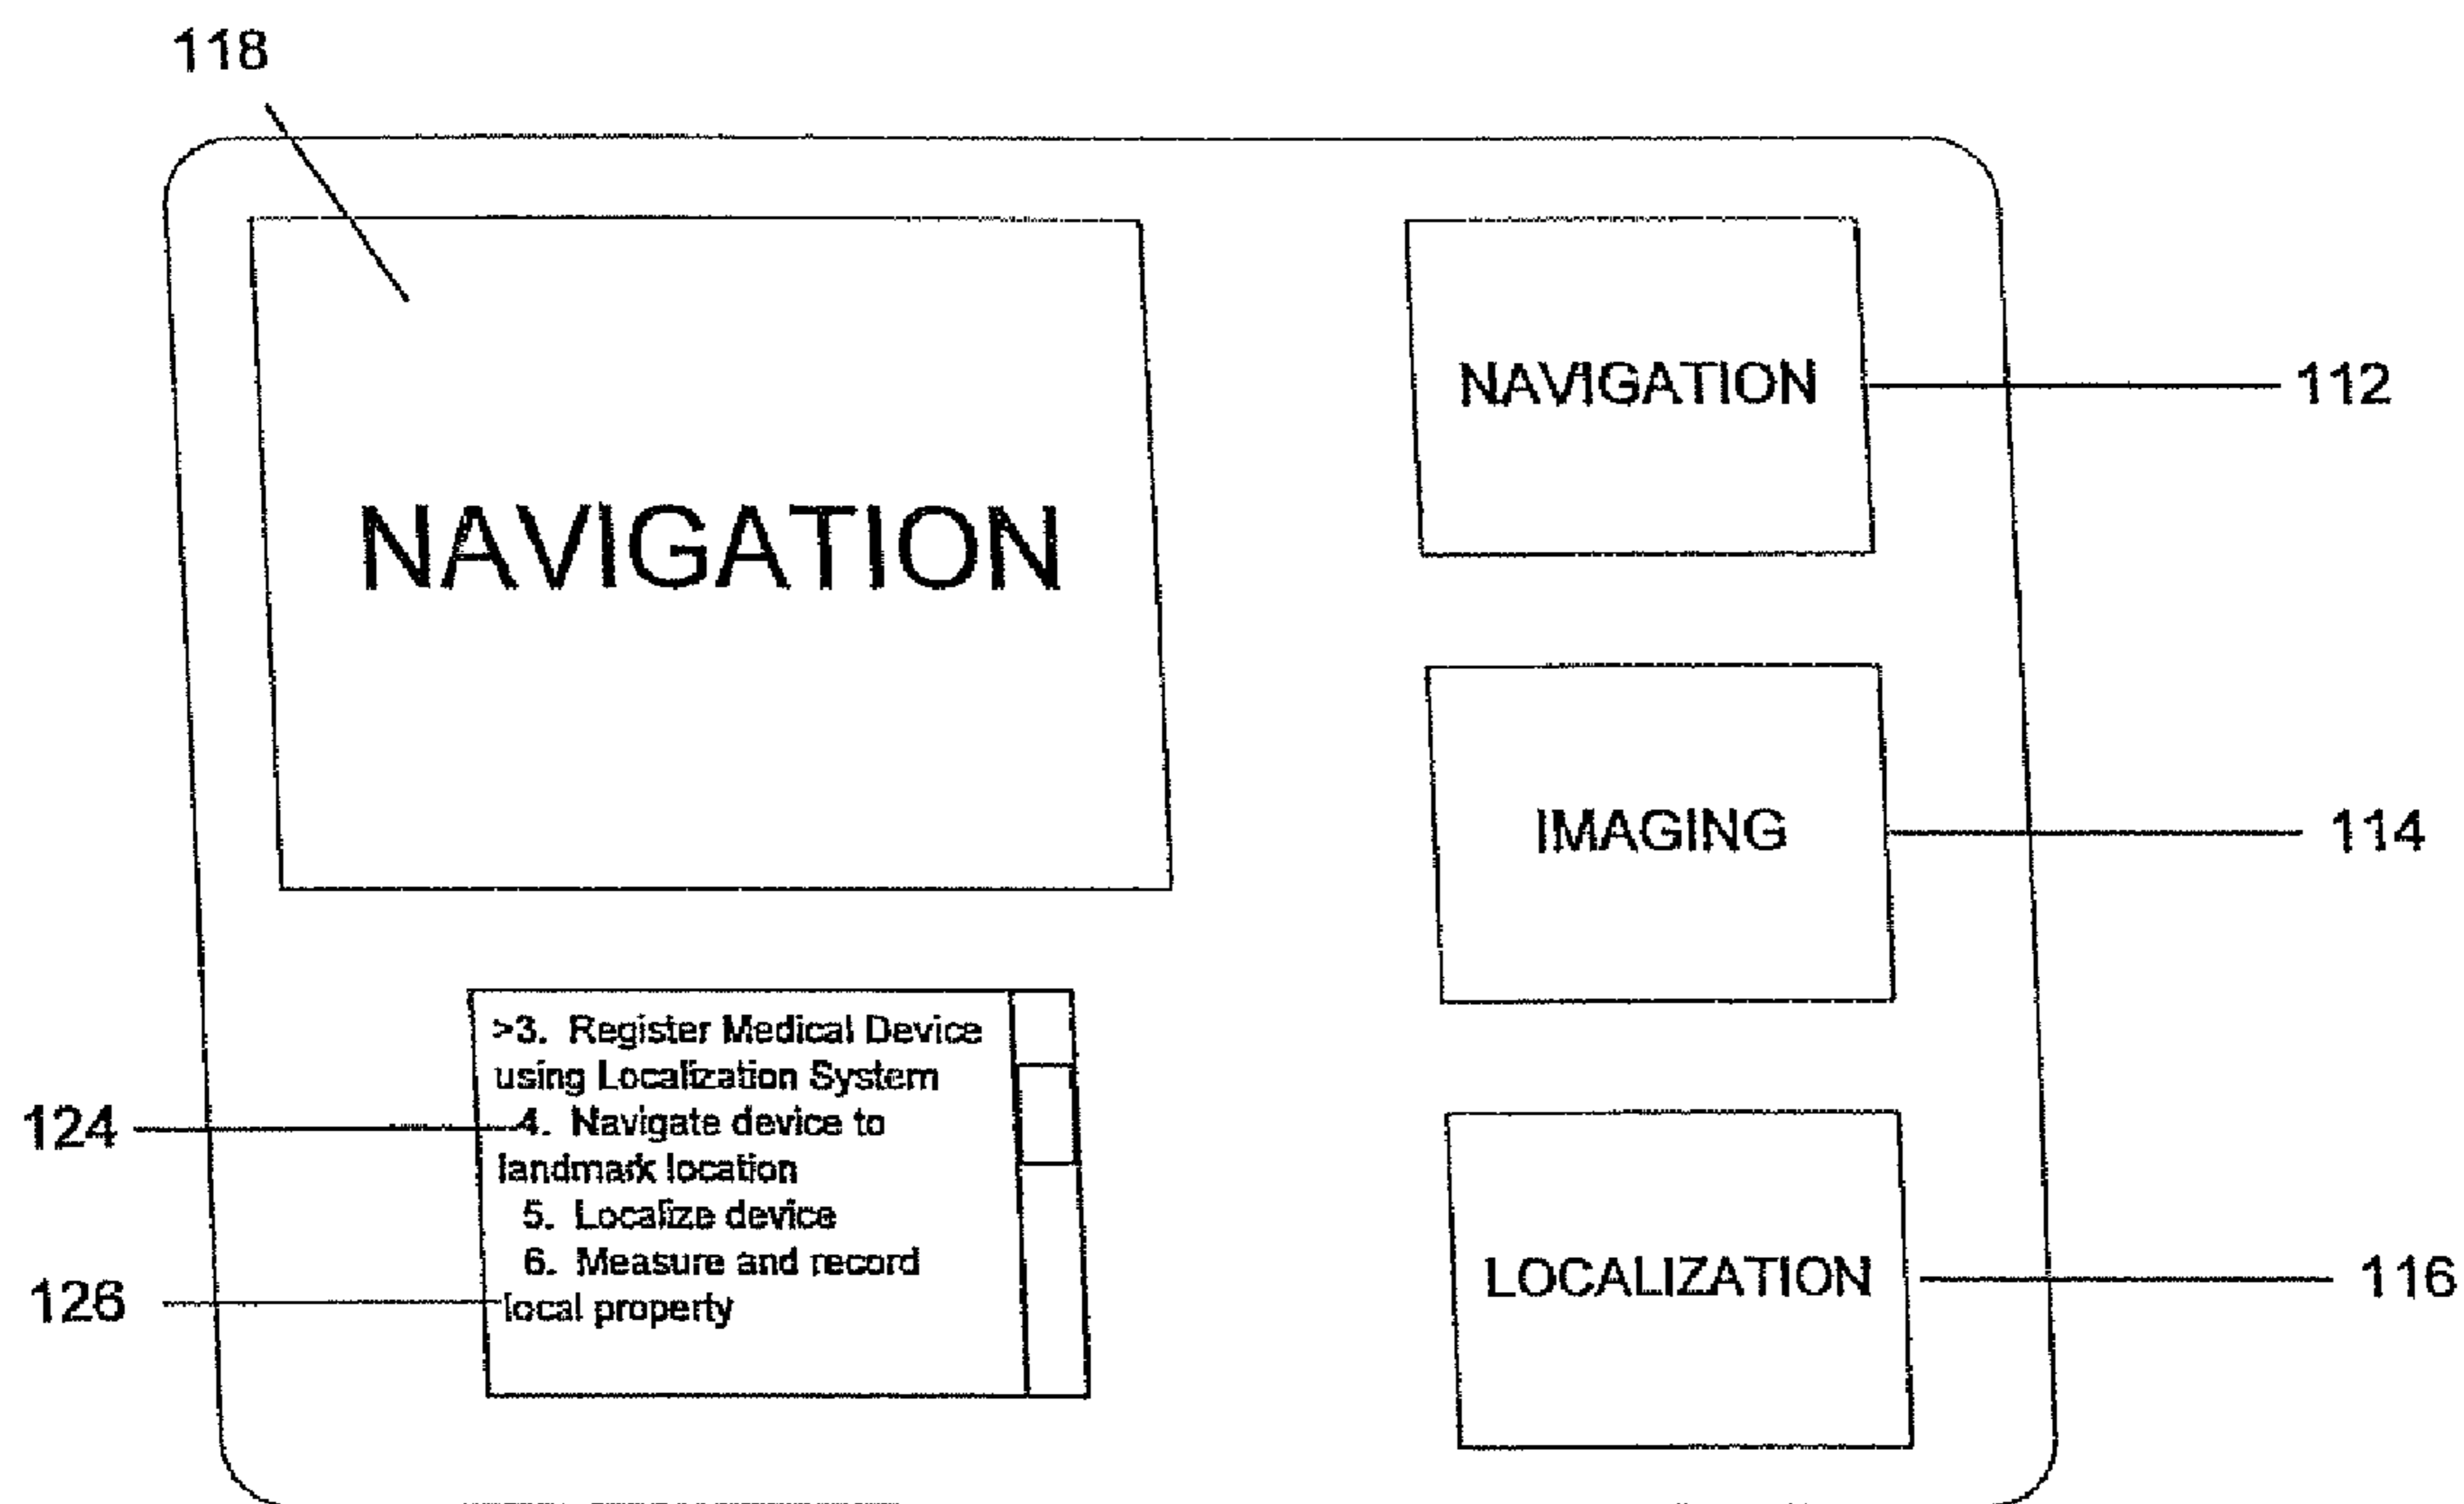 118
NAVIGATION
NAVIGATION
112
IMAGING
114
>3. Register Medical Device
using Localization System
124
4. Navigate device to
landmark location
5. Localize device
6. Measure and record
126
local property
LOCALIZATION
116